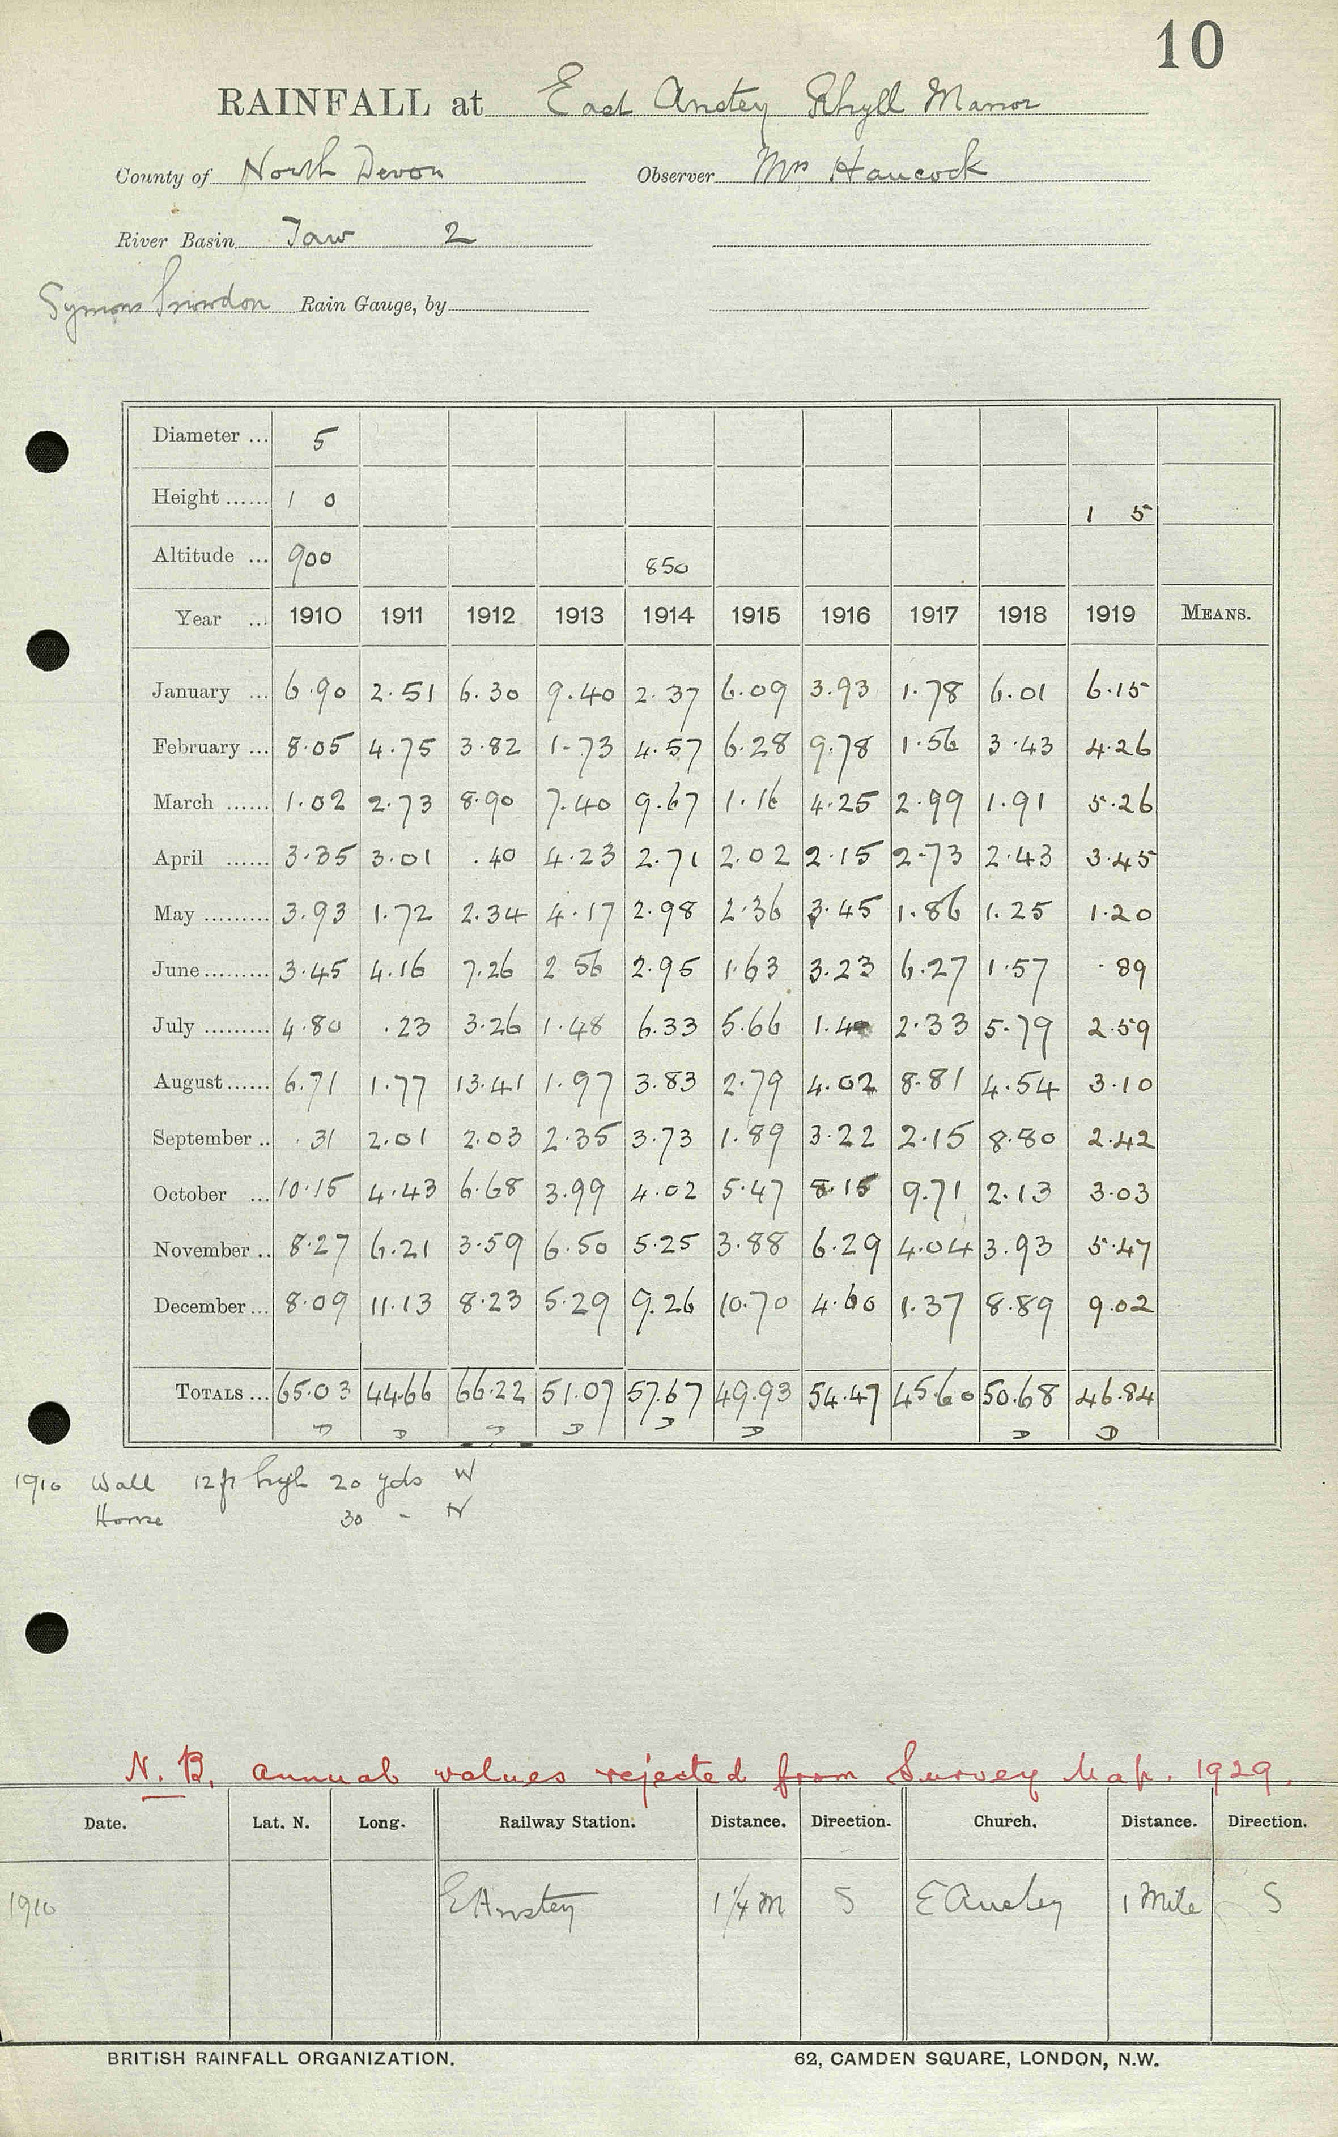 10
RAINFALL at East Anstey Rhyll Manor
County of North Devon Observer Mrs Hancock
River Basin Taw 2
Symons Snowdon Rain Gauge, by
Diameter ... 5
Height ...... 1 0 1 5
Altitude ... 900 850
Year ... 1910 1911 1912 1913 1914 1915 1916 1917 1918 1919 MEANS.
January ... 6.90 2.51 6.30 9.40 2.37 6.09 3.93 1.78 6.01 6.15
February ... 8.05 4.75 3.82 1.73 4.57 6.28 9.78 1.56 3.43 4.26
March ...... 1.02 2.73 8.90 7.40 9.67 1.16 4.25 2.99 1.91 5.26
April ...... 3.35 3.01 .40 4.23 2.71 2.02 2.15 2.73 2.43 3.45
May ......... 3.93 1.72 2.34 4.17 2.98 2.36 3.45 1.86 1.25 1.20
June ......... 3.45 4.16 7.26 2 56 2.95 1.63 3.23 6.27 1.57 .89
July ......... 4.80 .23 3.26 1.48 6.33 5.66 2.33 5.79 2.59
August ...... 6.71 1.77 13.41 1.97 3.83 2.79 4.02 8.81 4.54 3.10
September .. .31 2.01 2.03 2.35 3.73 1.89 3.22 2.15 8.80 2.42
October ... 10.15 4.43 6.68 3.99 4.02 5.47 8.15 9.71 2.13 3.03
November .. 8.27 6.21 3.59 6.50 5.25 3.88 6.29 4.04 3.93 5.47
December ... 8.09 11.13 8.23 5.29 9.26 10.70 4.60 1.37 8.89 9.02
TOTALS ... 65.03 44.66 66.22 51.07 57.67 49.93 54.47 45.60 50.68 46.84
D D D D D D D D
1910 Wall 12ft high 20 yds W
House 30 - N
N.B. annual values rejected from Survey Map. 1929.
Date. Lat. N. Long. Railway Station. Distance. Direction. Church. Distance. Direction.
1910 E Anstey 1 1/4 M S E Anstey 1 Mile S
BRITISH RAINFALL ORGANIZATION. 62, CAMDEN SQUARE, LONDON, N.W.